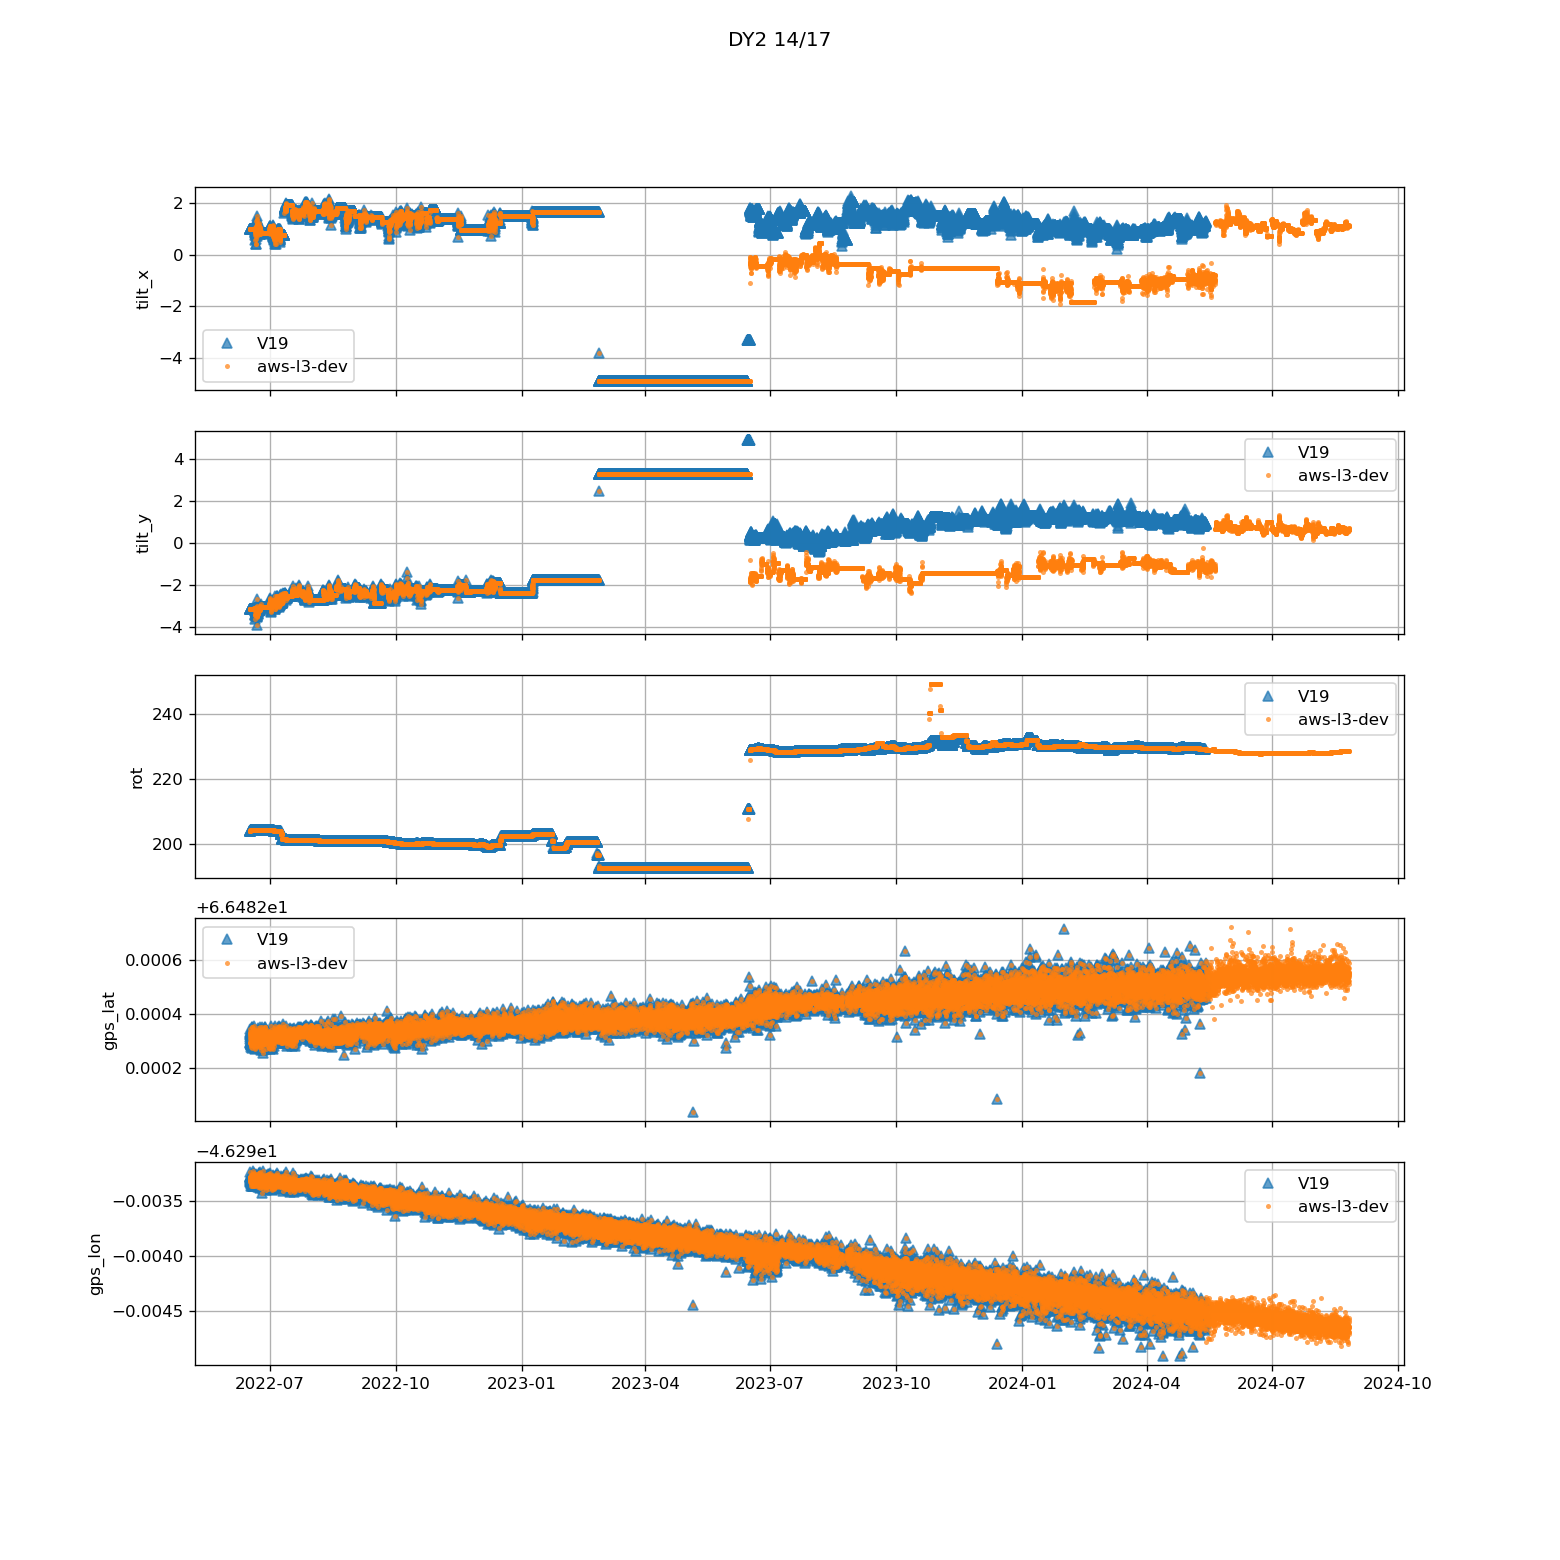 DY2 14/17
2
0
−2
−4
tilt_x
V19
aws-l3-dev
4
2
0
−2
−4
tilt_y
V19
aws-l3-dev
240
220
200
rot
V19
aws-l3-dev
+6.6482e1
0.0006
0.0004
0.0002
gps_lat
V19
aws-l3-dev
−4.629e1
−0.0035
−0.0040
−0.0045
gps_lon
V19
aws-l3-dev
2022-07 2022-10 2023-01 2023-04 2023-07 2023-10 2024-01 2024-04 2024-07 2024-10